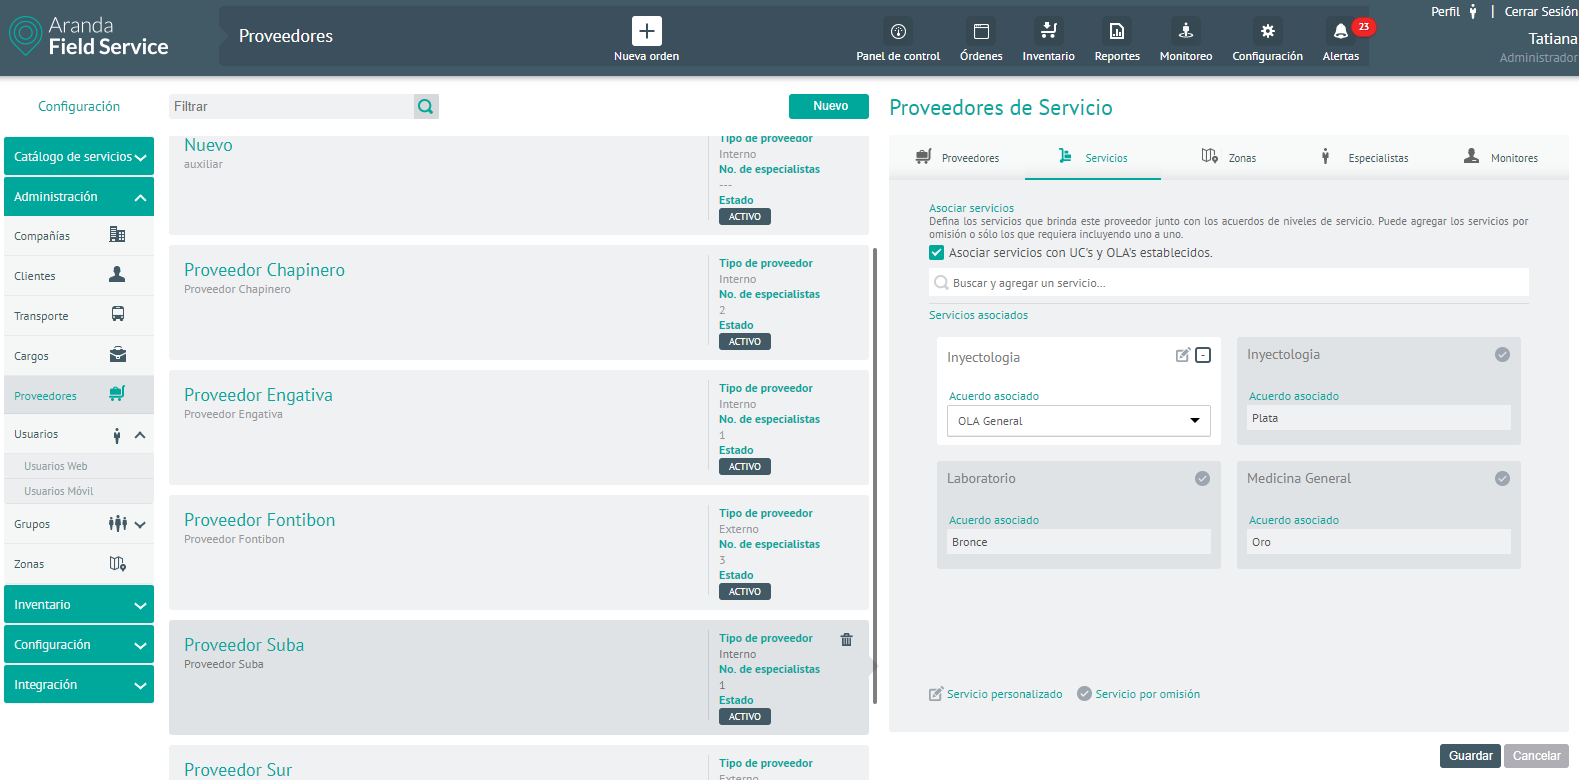 Aranda
Field Service
Proveedores
Nueva orden
Panel de control
Órdenes
Inventario
Reportes
Monitoreo
Configuración
Alertas
23
Perfil | Cerrar Sesión
Tatiana
Administrador
Configuración
Catálogo de servicios
Administración
Compañías
Clientes
Transporte
Cargos
Proveedores
Usuarios
Usuarios Web
Usuarios Móvil
Grupos
Zonas
Inventario
Configuración
Integración
Filtrar
Nuevo
Nuevo
auxiliar
Tipo de proveedor
Interno
No. de especialistas
---
Estado
ACTIVO
Proveedor Chapinero
Proveedor Chapinero
Tipo de proveedor
Interno
No. de especialistas
2
Estado
ACTIVO
Proveedor Engativa
Proveedor Engativa
Tipo de proveedor
Interno
No. de especialistas
1
Estado
ACTIVO
Proveedor Fontibon
Proveedor Fontibon
Tipo de proveedor
Externo
No. de especialistas
3
Estado
ACTIVO
Proveedor Suba
Proveedor Suba
Tipo de proveedor
Interno
No. de especialistas
1
Estado
ACTIVO
Proveedor Sur
Tipo de proveedor
Externo
Proveedores de Servicio
Proveedores
Servicios
Zonas
Especialistas
Monitores
Asociar servicios
Defina los servicios que brinda este proveedor junto con los acuerdos de niveles de servicio. Puede agregar los servicios por
omisión o sólo los que requiera incluyendo uno a uno.
Asociar servicios con UC's y OLA's establecidos.
Buscar y agregar un servicio...
Servicios asociados
Inyectologia
Acuerdo asociado
OLA General
Inyectologia
Acuerdo asociado
Plata
Laboratorio
Acuerdo asociado
Bronce
Medicina General
Acuerdo asociado
Oro
Servicio personalizado
Servicio por omisión
Guardar
Cancelar